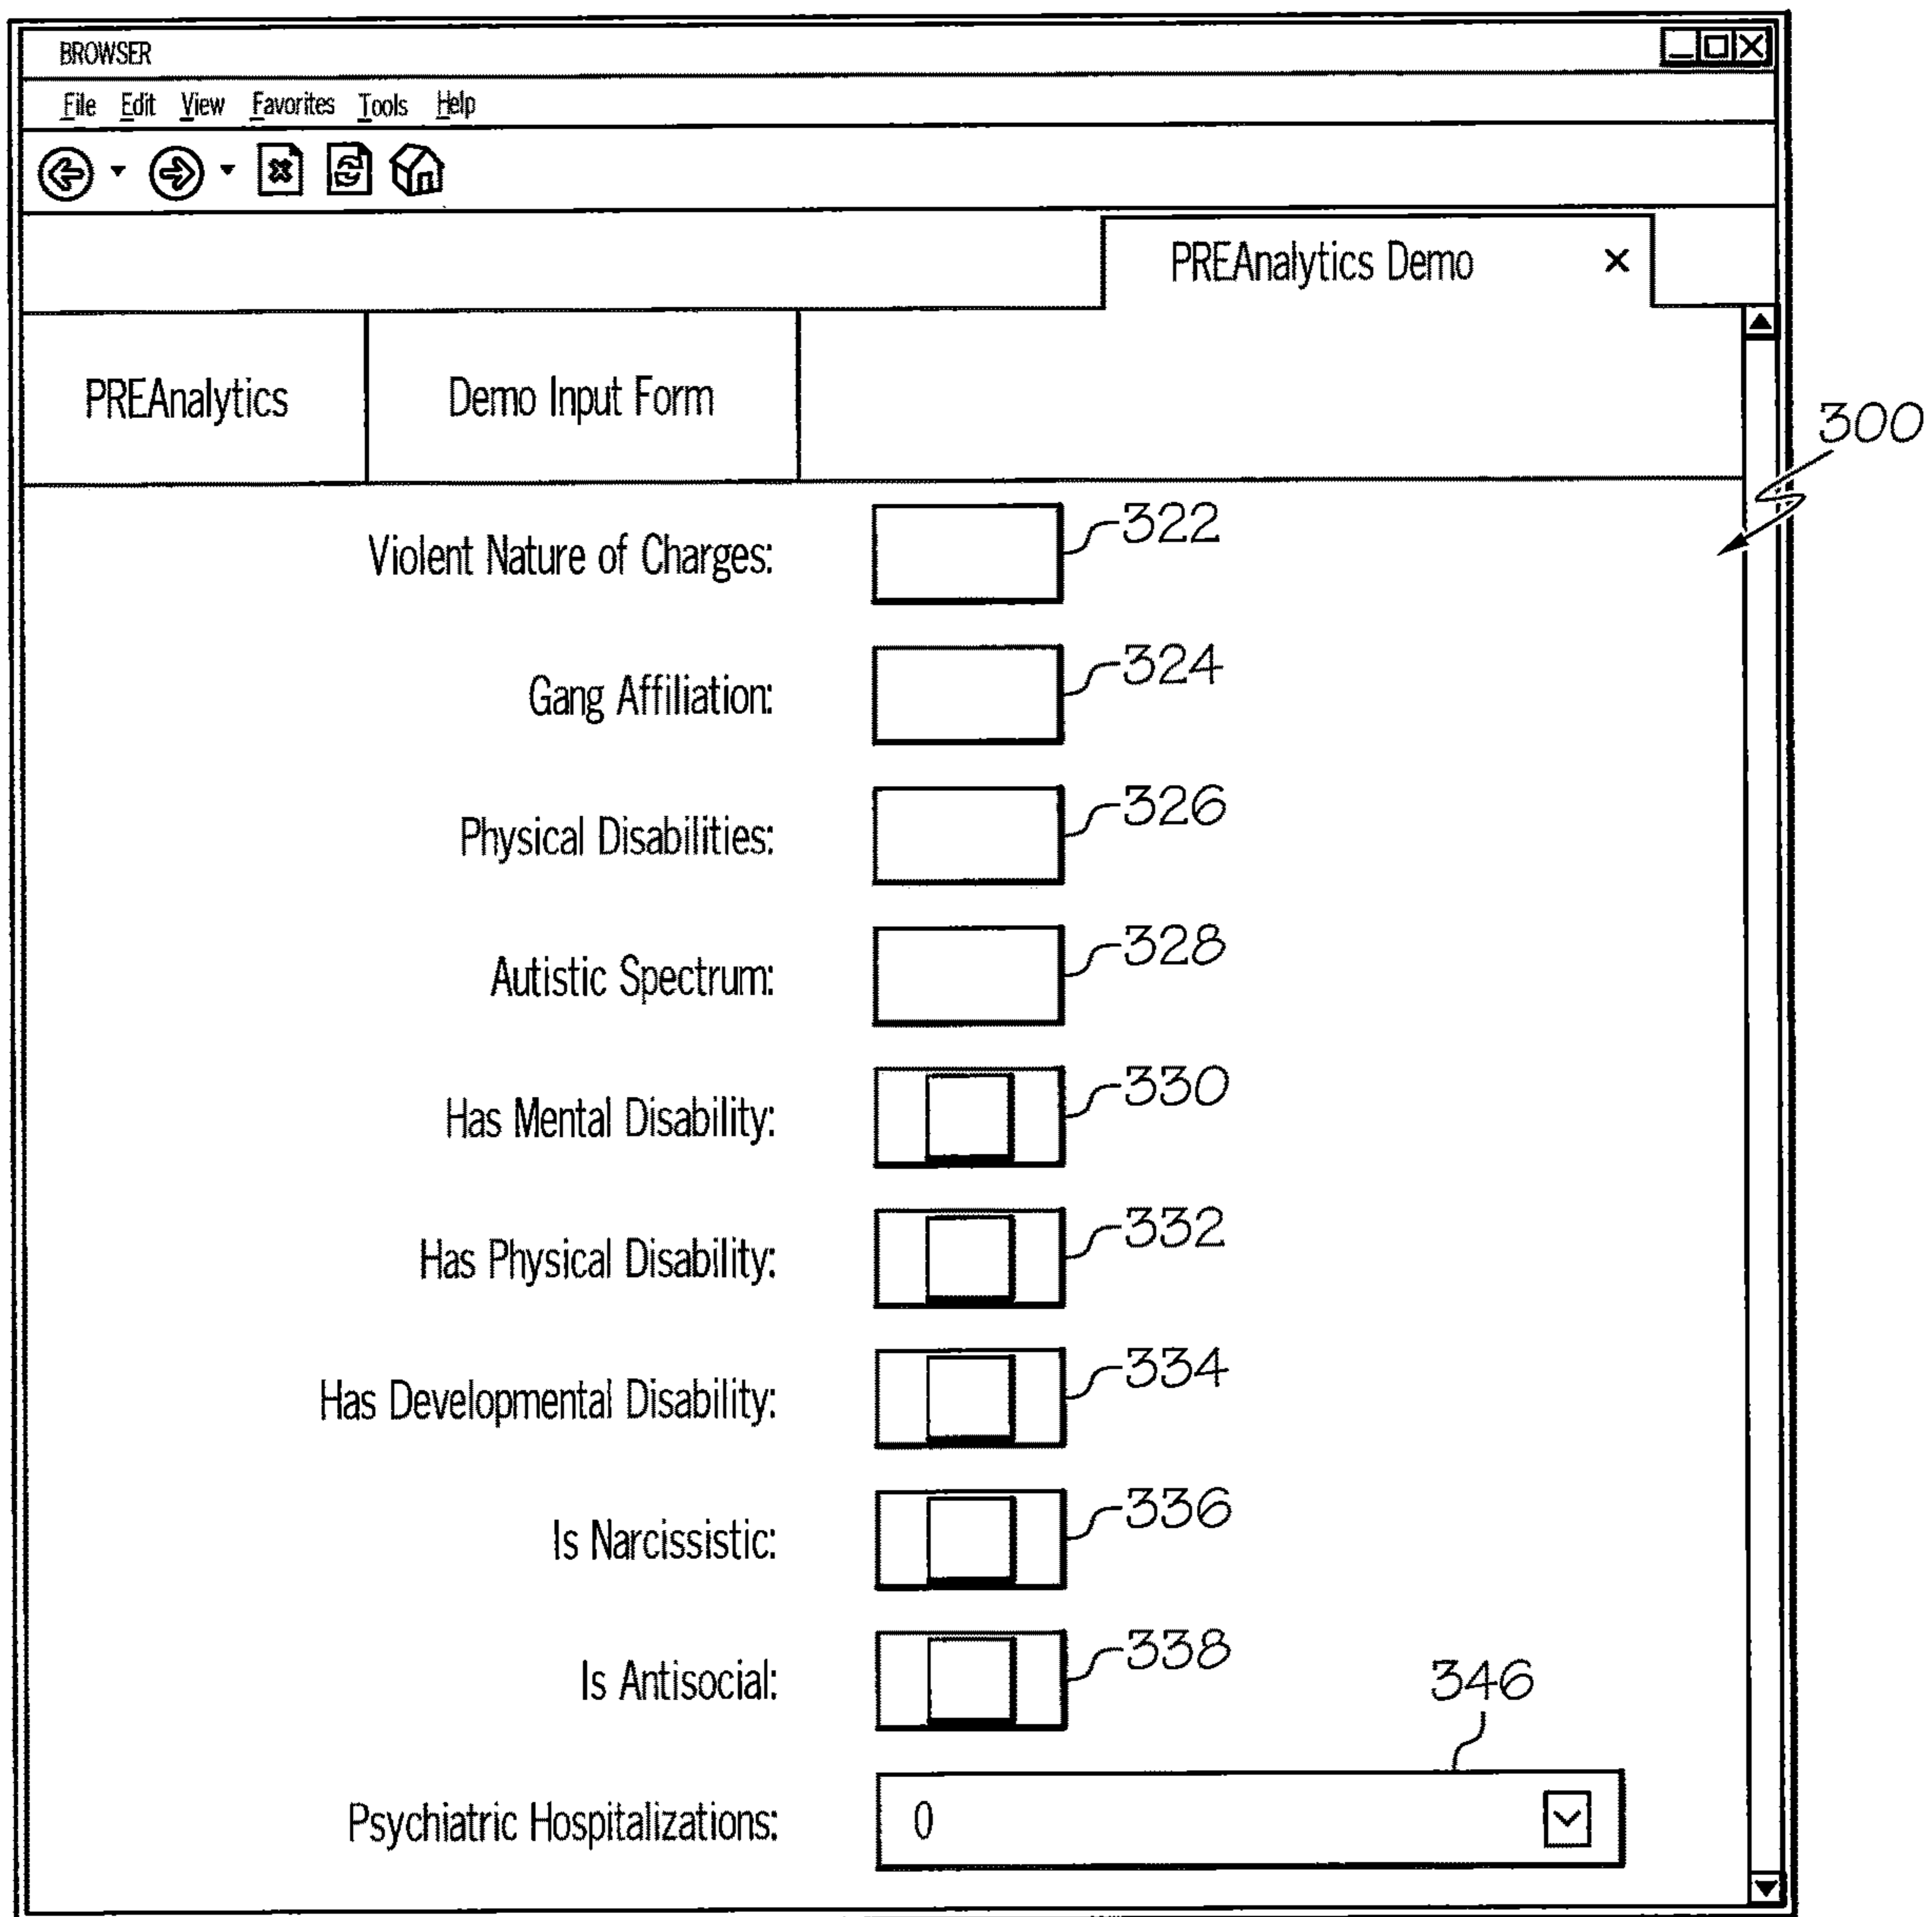 BROWSER
File Edit View Favorites Tools Help
PREAnalytics Demo ×
PREAnalytics Demo Input Form
300
Violent Nature of Charges: 322
Gang Affiliation: 324
Physical Disabilities: 326
Autistic Spectrum: 328
Has Mental Disability: 330
Has Physical Disability: 332
Has Developmental Disability: 334
Is Narcissistic: 336
Is Antisocial: 338
346
Psychiatric Hospitalizations: 0